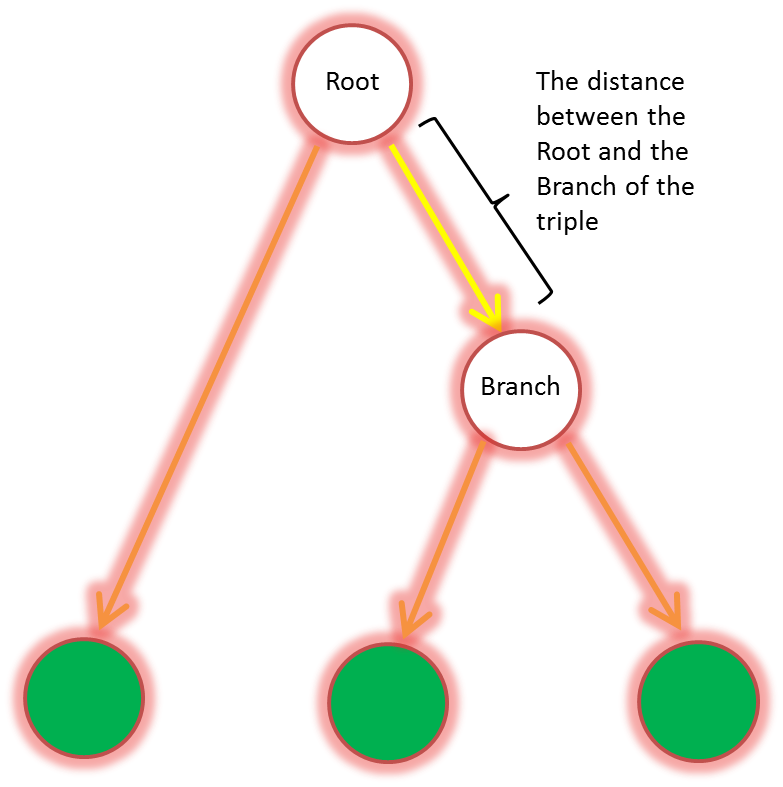 Root
The distance
between the
Root and the
Branch of the
triple
Branch